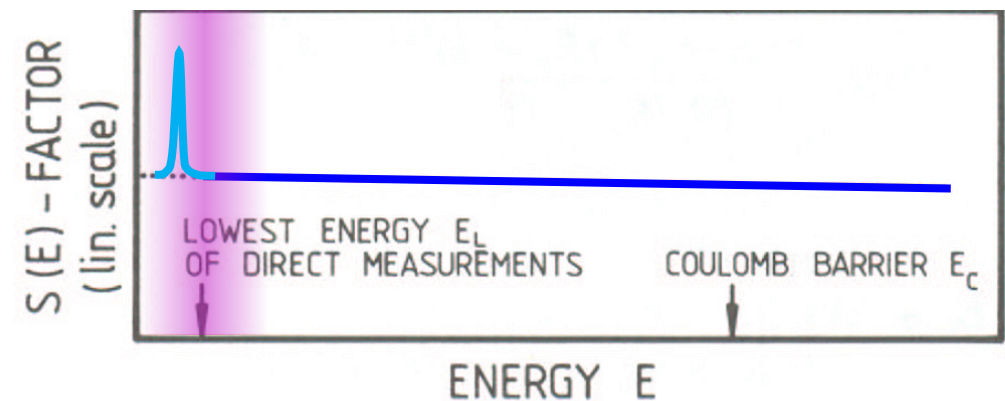 S(E) - FACTOR
(lin. scale)
LOWEST ENERGY E_L
OF DIRECT MEASUREMENTS
COULOMB BARRIER E_C
ENERGY E